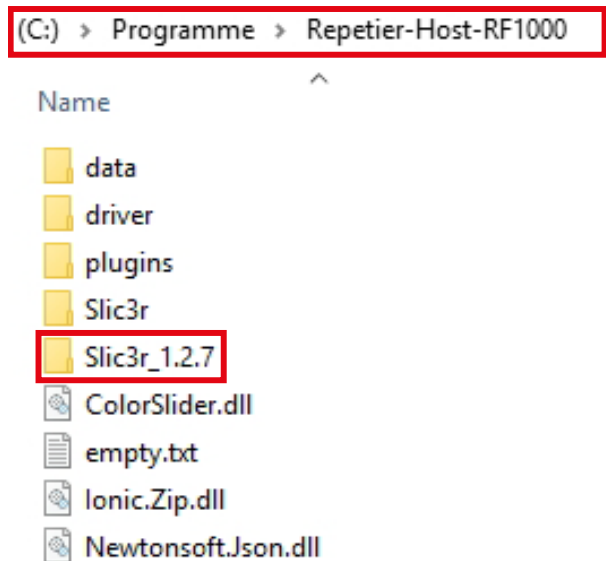 (C:) > Programme > Repetier-Host-RF1000
Name
data
driver
plugins
Slic3r
Slic3r_1.2.7
ColorSlider.dll
empty.txt
Ionic.Zip.dll
Newtonsoft.Json.dll